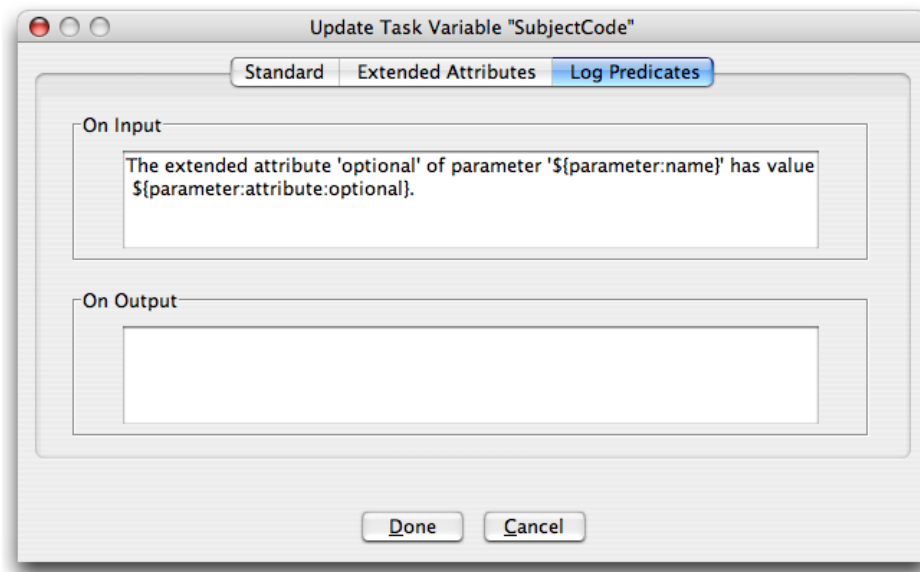 Update Task Variable "SubjectCode"
Standard Extended Attributes Log Predicates
On Input
The extended attribute 'optional' of parameter '${parameter:name}' has value
${parameter:attribute:optional}.
On Output
Done Cancel